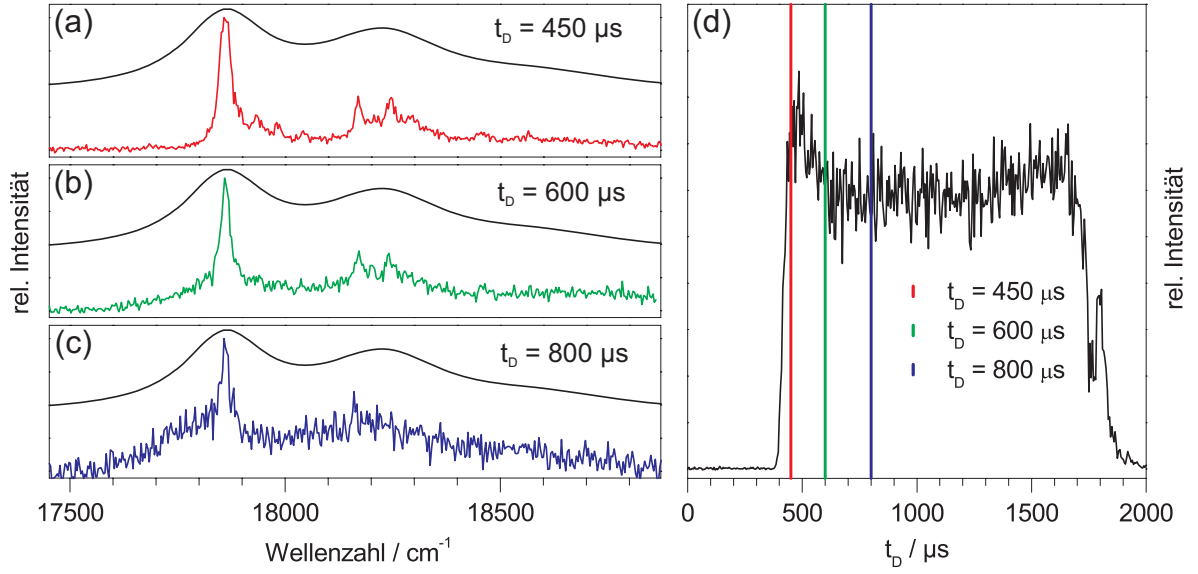 (a)
t_D = 450 µs
(b)
t_D = 600 µs
(c)
t_D = 800 µs
rel. Intensität
17500 18000 18500
Wellenzahl / cm⁻¹
(d)
t_D = 450 µs
t_D = 600 µs
t_D = 800 µs
rel. Intensität
0 500 1000 1500 2000
t_D / µs